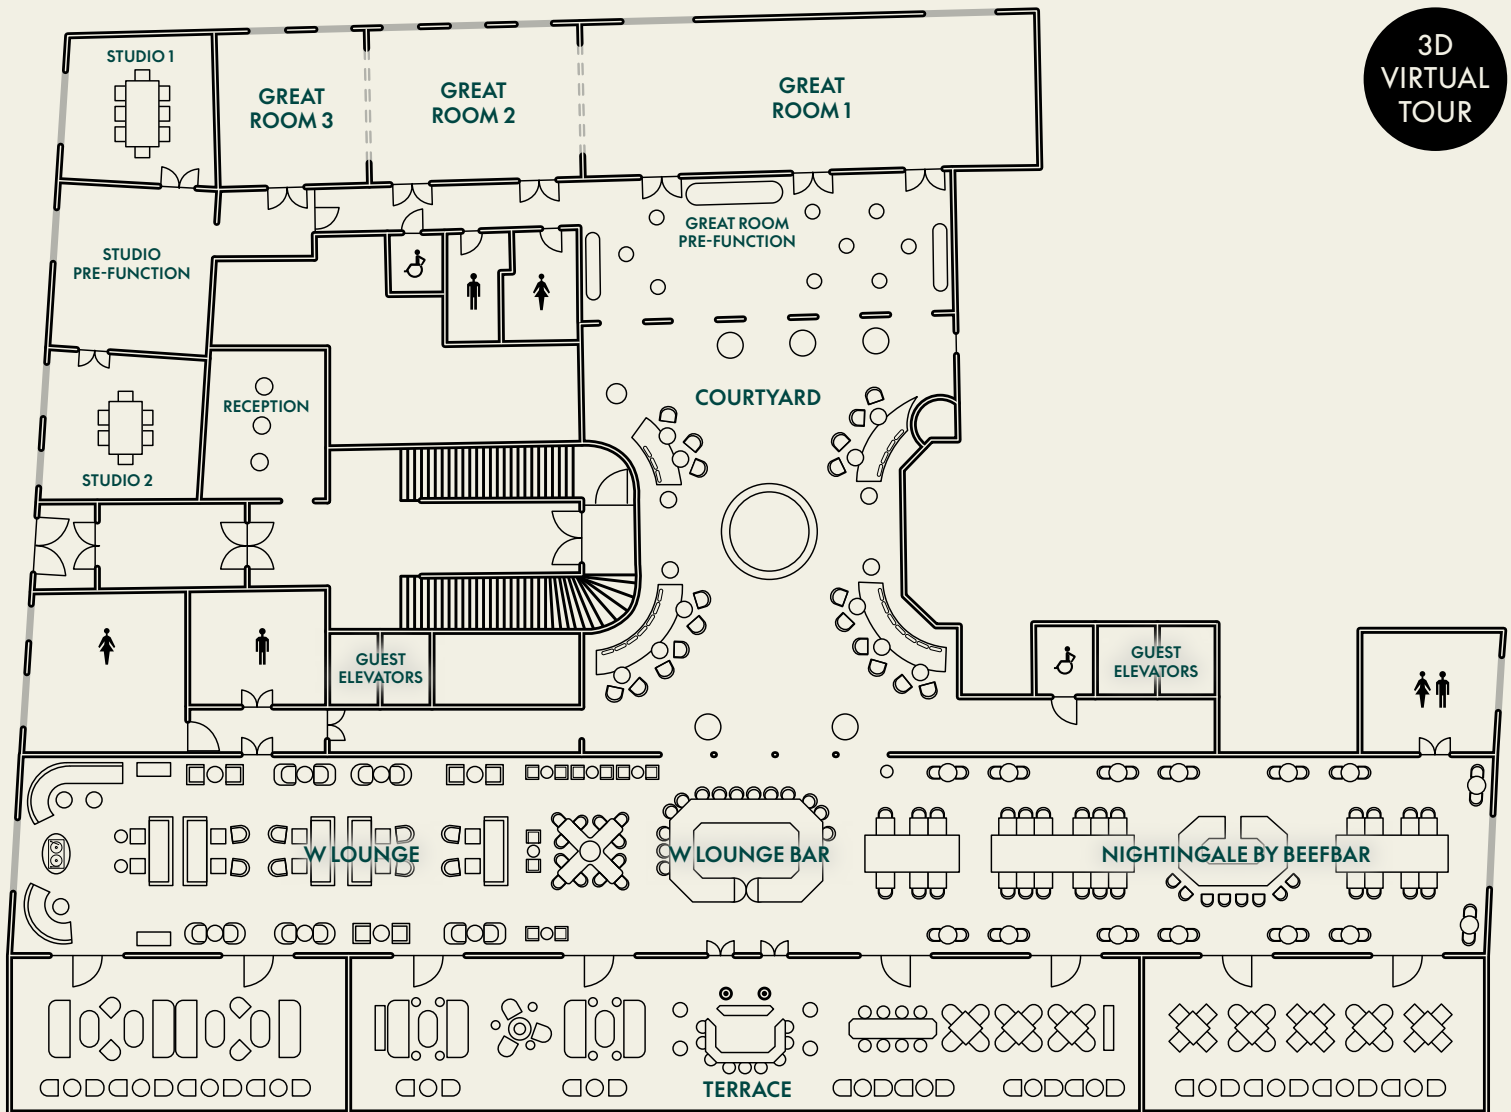 3D
VIRTUAL
TOUR
STUDIO 1
GREAT
ROOM 3
GREAT
ROOM 2
GREAT
ROOM 1
STUDIO
PRE-FUNCTION
GREAT ROOM
PRE-FUNCTION
RECEPTION
COURTYARD
STUDIO 2
GUEST
ELEVATORS
GUEST
ELEVATORS
W LOUNGE
W LOUNGE BAR
NIGHTINGALE BY BEEFBAR
TERRACE